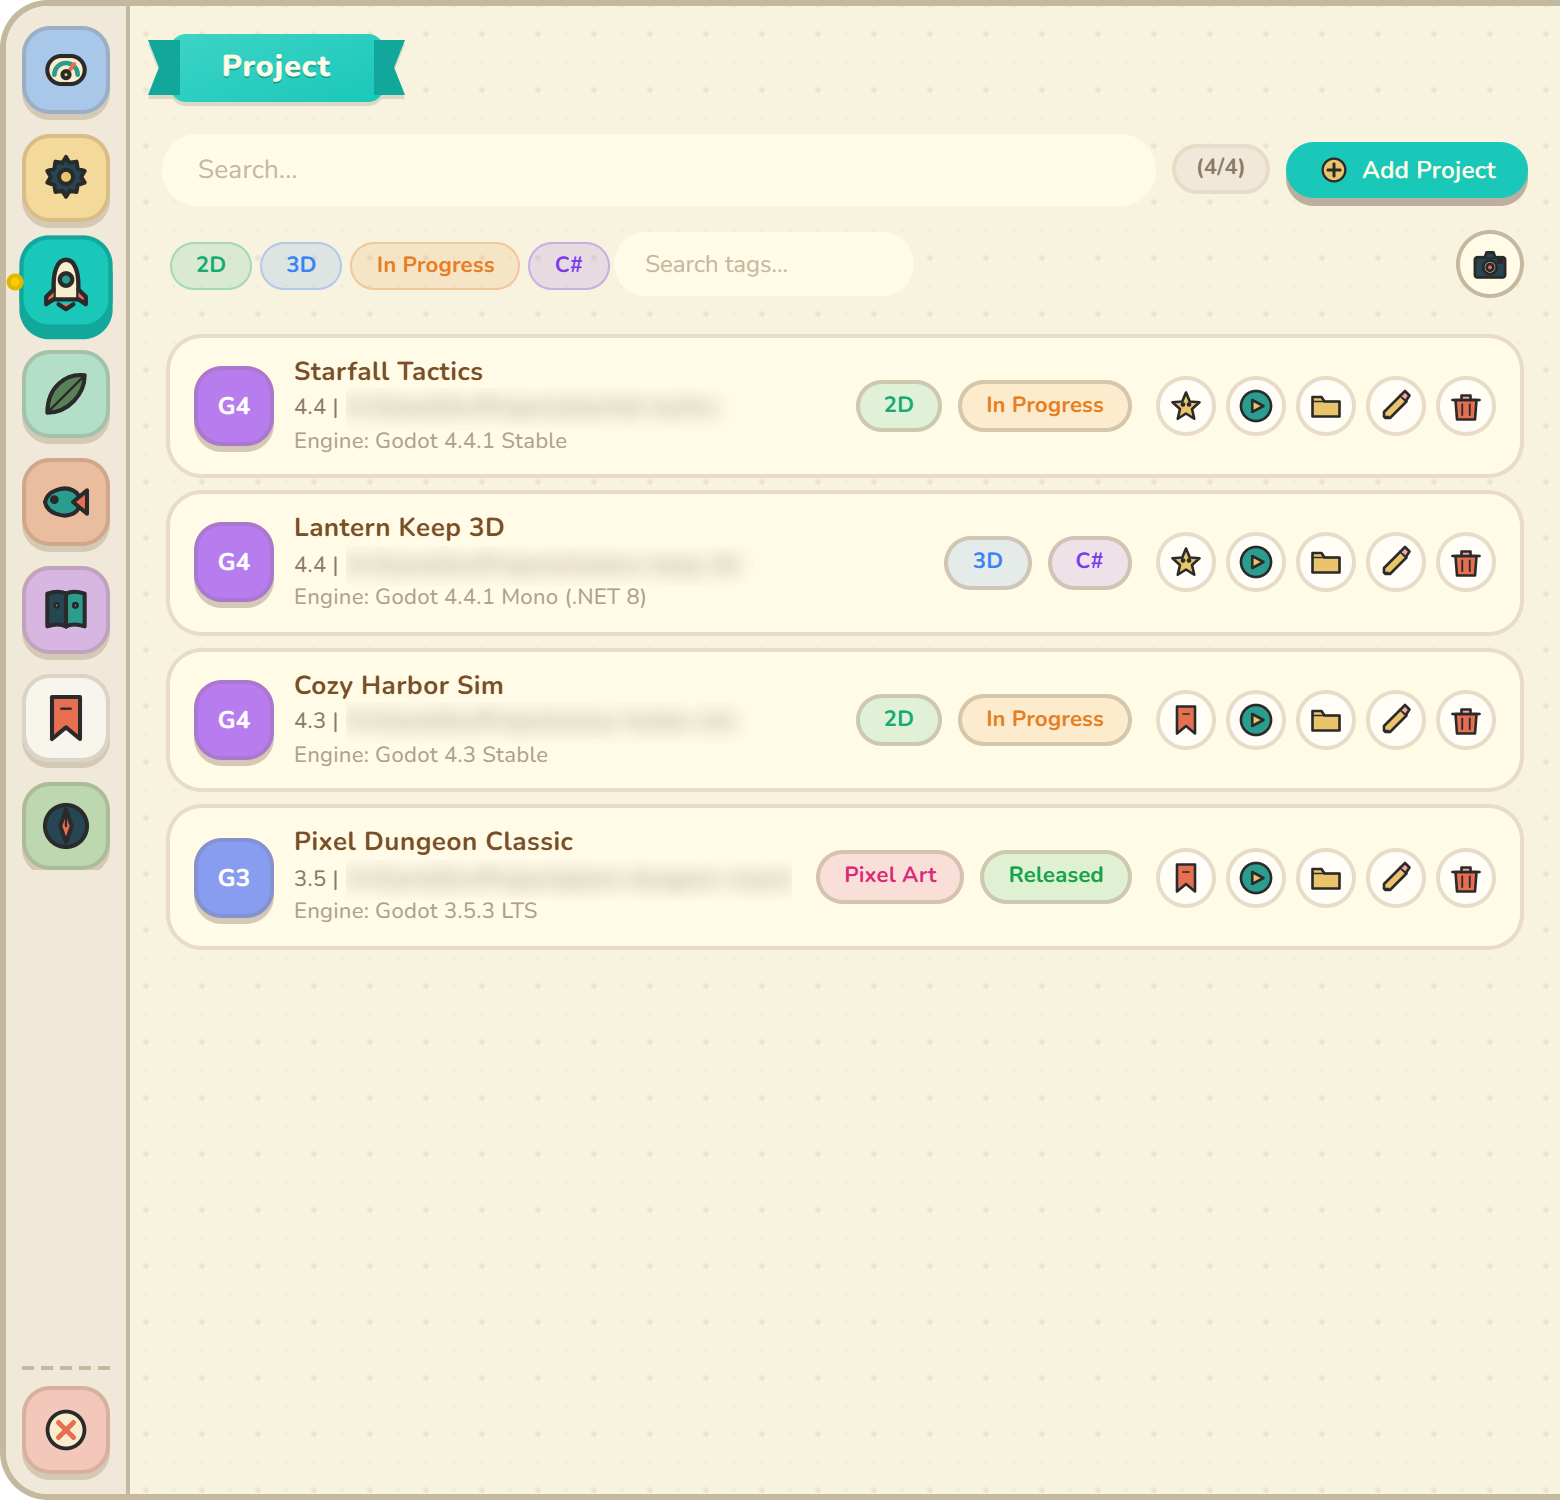 Project
Search...
(4/4)
Add Project
2D
3D
In Progress
C#
Search tags...
G4
Starfall Tactics
4.4 |
Engine: Godot 4.4.1 Stable
2D
In Progress
G4
Lantern Keep 3D
4.4 |
Engine: Godot 4.4.1 Mono (.NET 8)
3D
C#
G4
Cozy Harbor Sim
4.3 |
Engine: Godot 4.3 Stable
2D
In Progress
G3
Pixel Dungeon Classic
3.5 |
Engine: Godot 3.5.3 LTS
Pixel Art
Released